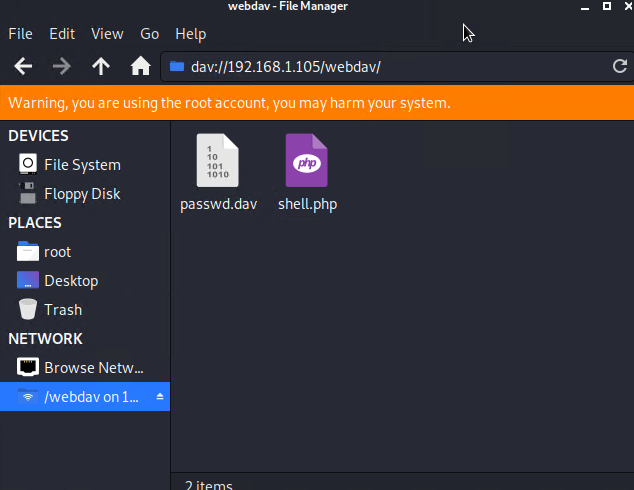 webdav - File Manager
File Edit View Go Help
dav://192.168.1.105/webdav/
Warning, you are using the root account, you may harm your system.
DEVICES
File System
Floppy Disk
PLACES
root
Desktop
Trash
NETWORK
Browse Netw...
/webdav on 1...
1
10
101
1010
passwd.dav
php
shell.php
2 items